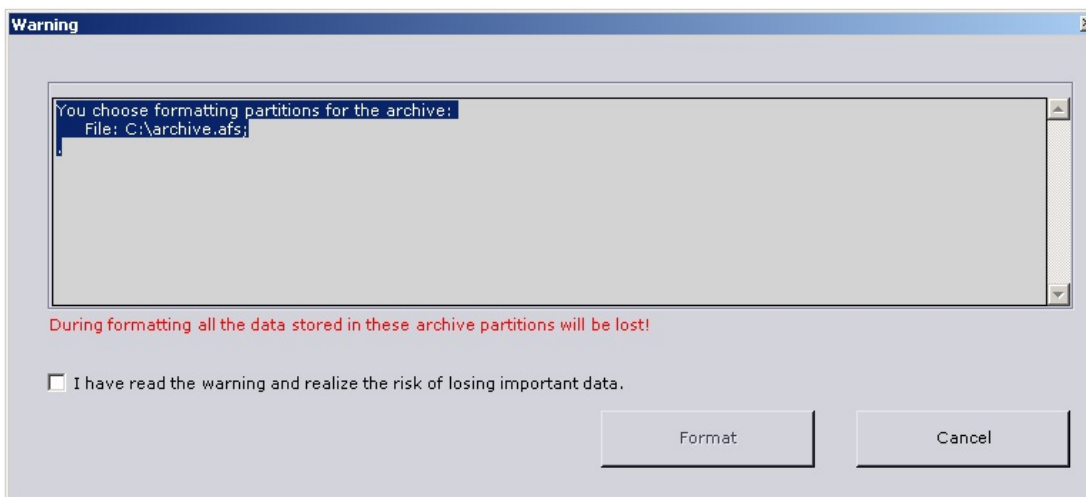 Warning
You choose formatting partitions for the archive:
File: C:\archive.afs;
.
During formatting all the data stored in these archive partitions will be lost!
I have read the warning and realize the risk of losing important data.
Format
Cancel